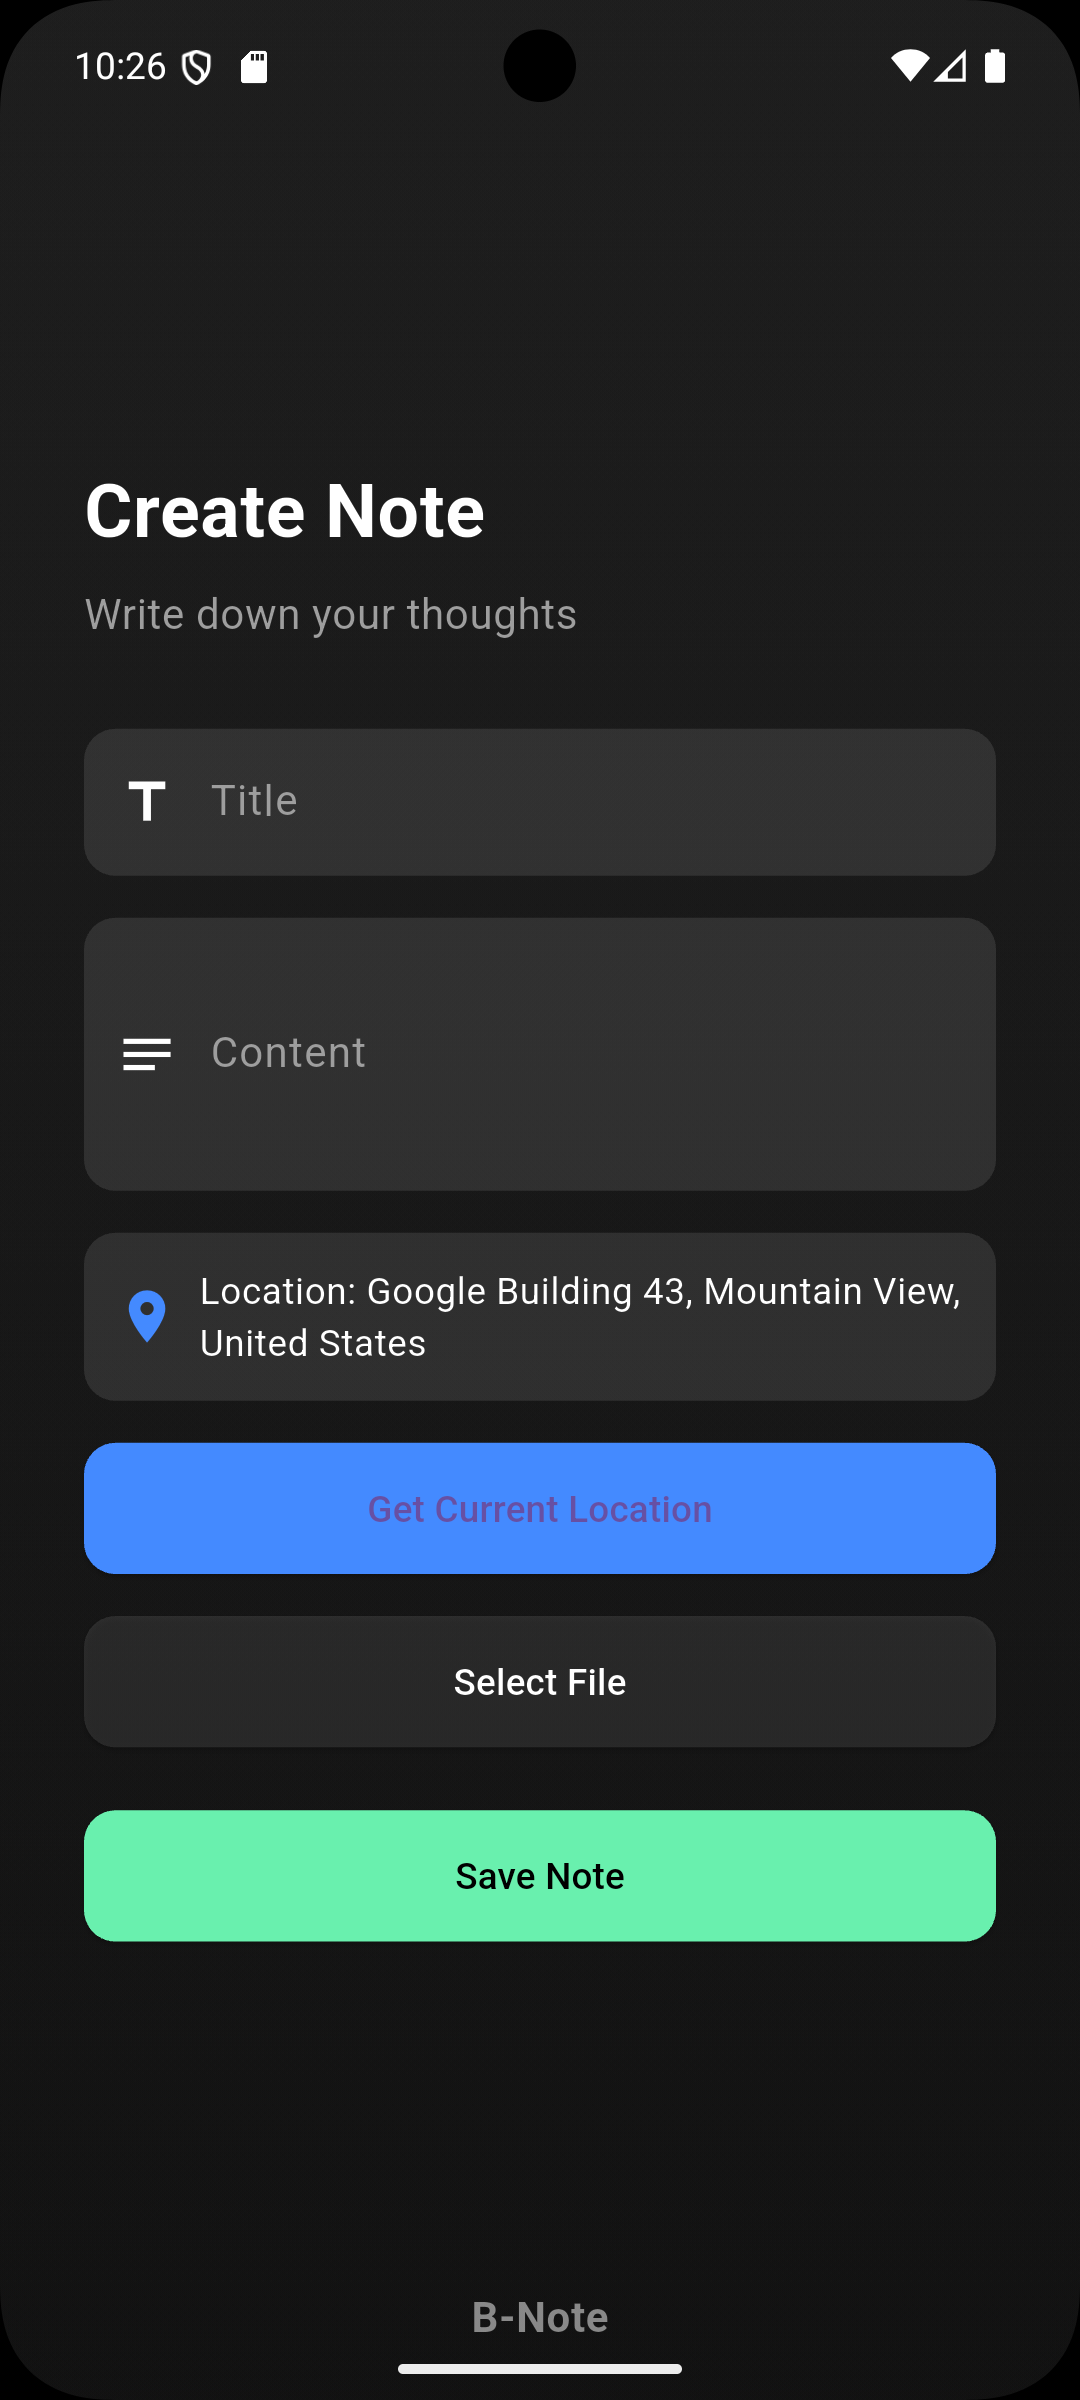 10:26
Create Note
Write down your thoughts
Title
Content
Location: Google Building 43, Mountain View,
United States
Get Current Location
Select File
Save Note
B-Note